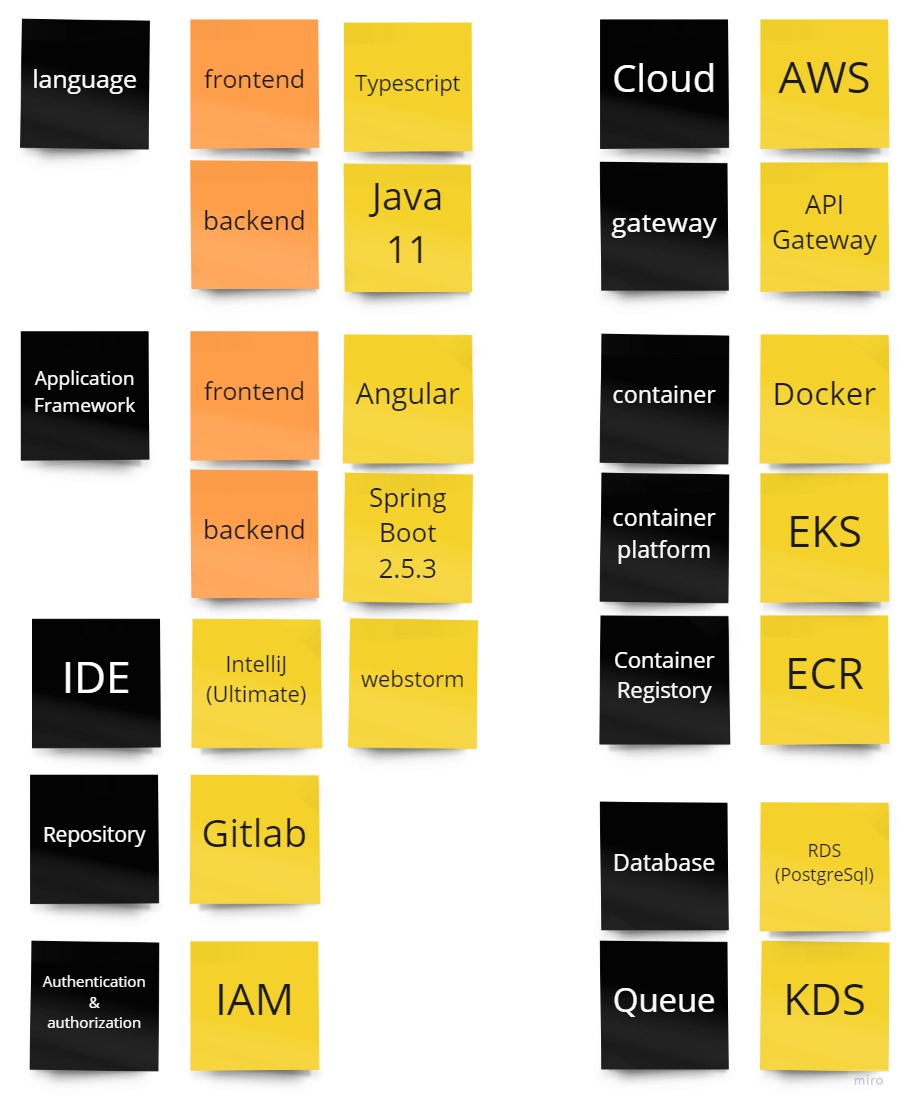 language
frontend
Typescript
backend
Java
11
Application
Framework
frontend
Angular
backend
Spring
Boot
2.5.3
IDE
IntelliJ
(Ultimate)
webstorm
Repository
Gitlab
Authentication
&
authorization
IAM
Cloud
AWS
gateway
API
Gateway
container
Docker
container
platform
EKS
Container
Registory
ECR
Database
RDS
(PostgreSql)
Queue
KDS
miro